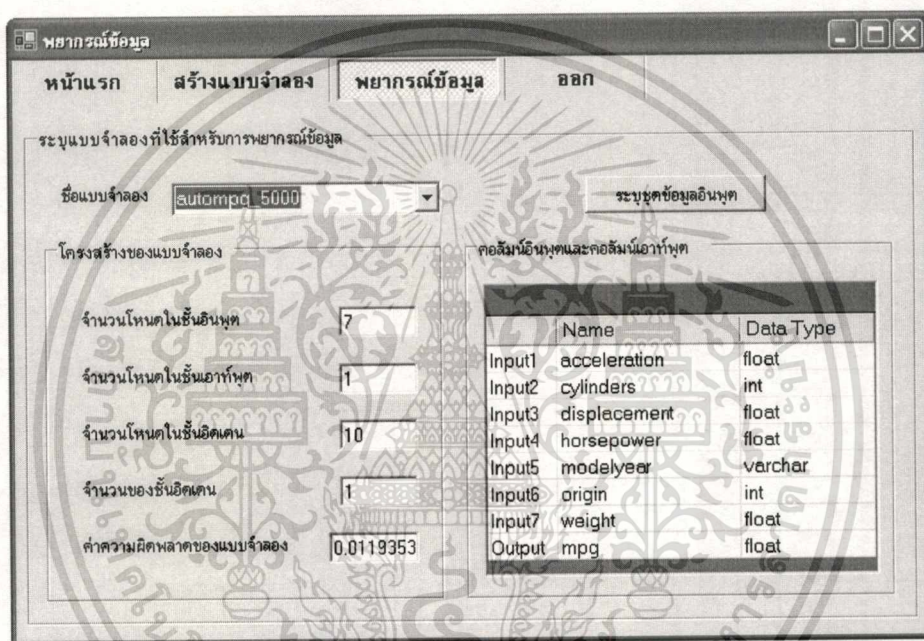 พยากรณ์ข้อมูล
หน้าแรก สร้างแบบจำลอง พยากรณ์ข้อมูล ออก
ระบุแบบจำลองที่ใช้สำหรับการพยากรณ์ข้อมูล
ชื่อแบบจำลอง autompg_5000 ระบุชุดข้อมูลอินพุต
โครงสร้างของแบบจำลอง
จำนวนโหนดในชั้นอินพุต 7
จำนวนโหนดในชั้นเอาท์พุต 1
จำนวนโหนดในชั้นฮิดเดน 10
จำนวนของชั้นฮิดเดน 1
ค่าความผิดพลาดของแบบจำลอง 0.0119353
คอลัมน์อินพุตและคอลัมน์เอาท์พุต
Name Data Type
Input1 acceleration float
Input2 cylinders int
Input3 displacement float
Input4 horsepower float
Input5 modelyear varchar
Input6 origin int
Input7 weight float
Output mpg float